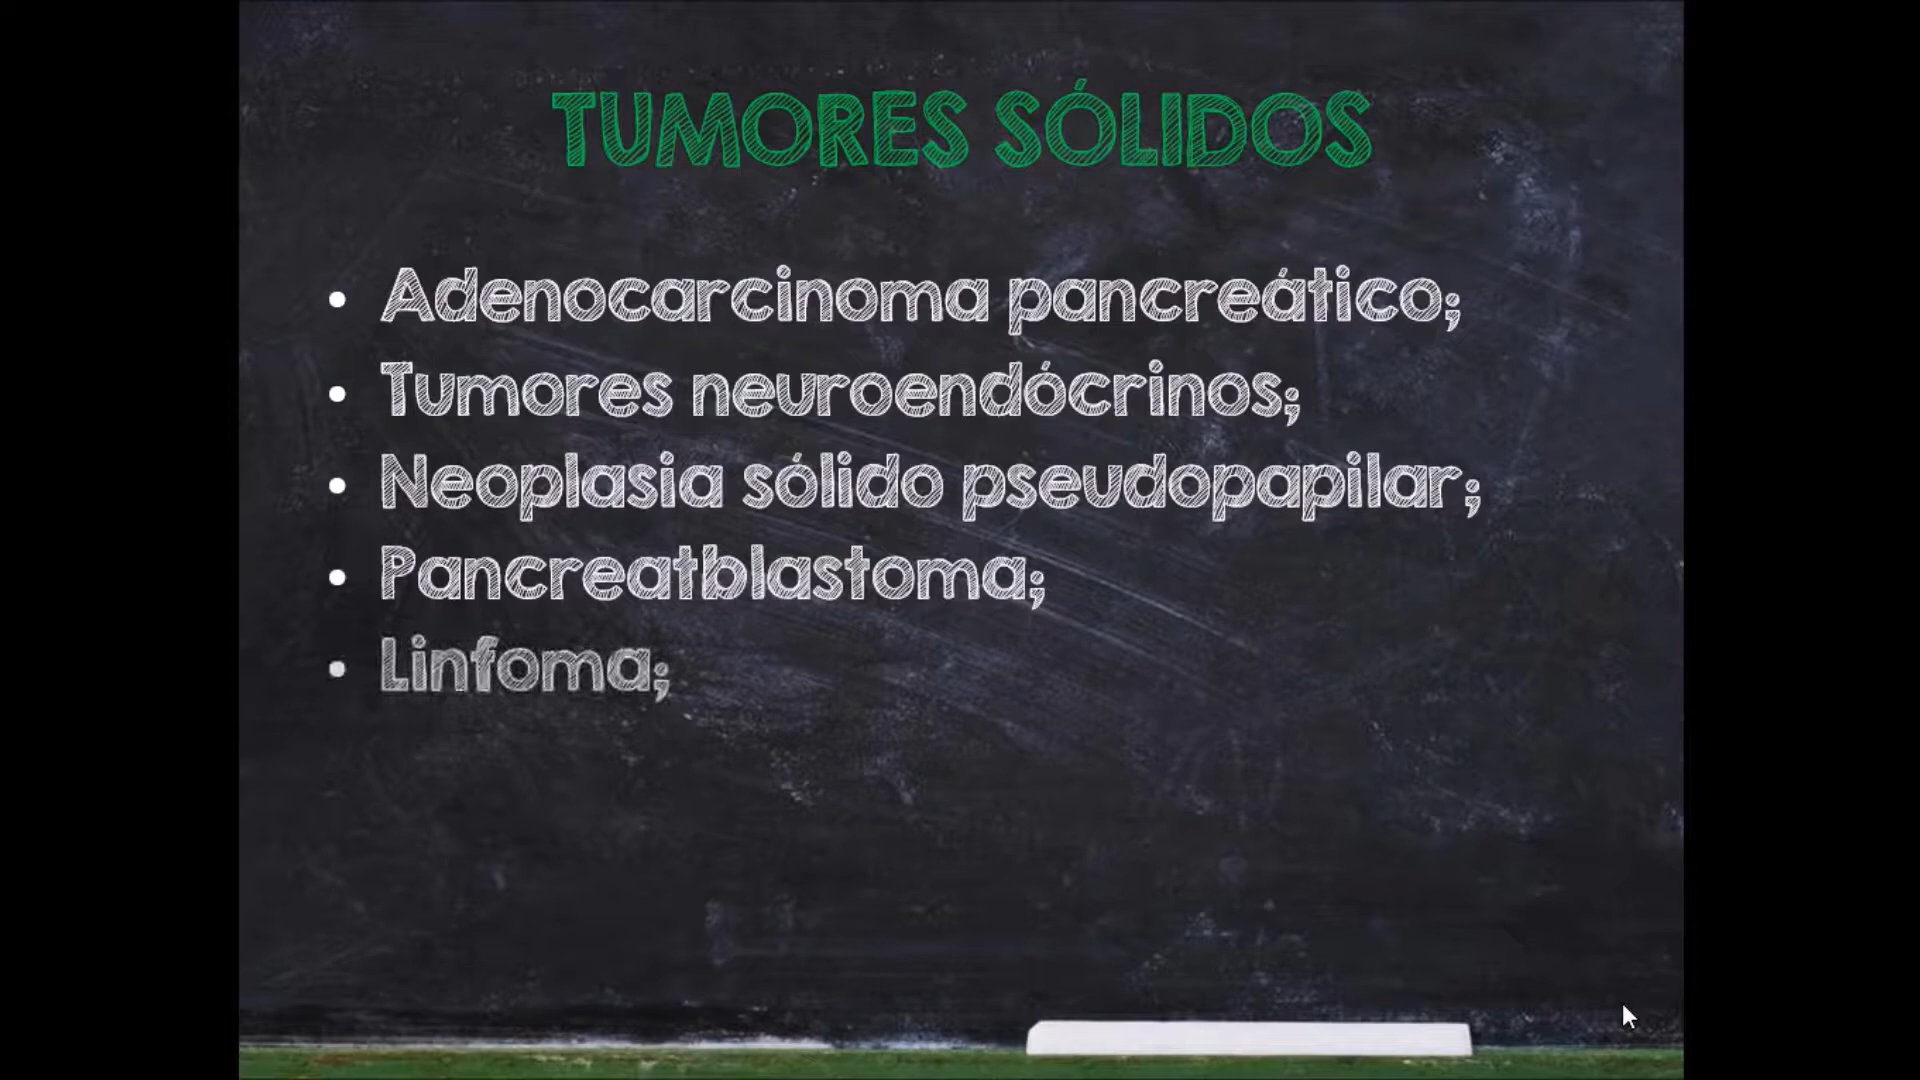 TUMORES SÓLIDOS
Adenocarcinoma pancreático;
Tumores neuroendócrinos;
Neoplasia sólido pseudopapilar;
Pancreatblastoma;
Linfoma;